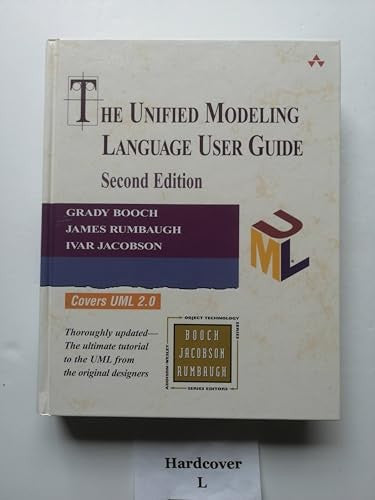 THE UNIFIED MODELING
LANGUAGE USER GUIDE
Second Edition
GRADY BOOCH
JAMES RUMBAUGH
IVAR JACOBSON
UML
Covers UML 2.0
Thoroughly updated—
The ultimate tutorial
to the UML from
the original designers
OBJECT TECHNOLOGY
SERIES
ADDISON-WESLEY
BOOCH
JACOBSON
RUMBAUGH
SERIES EDITORS
Hardcover
L